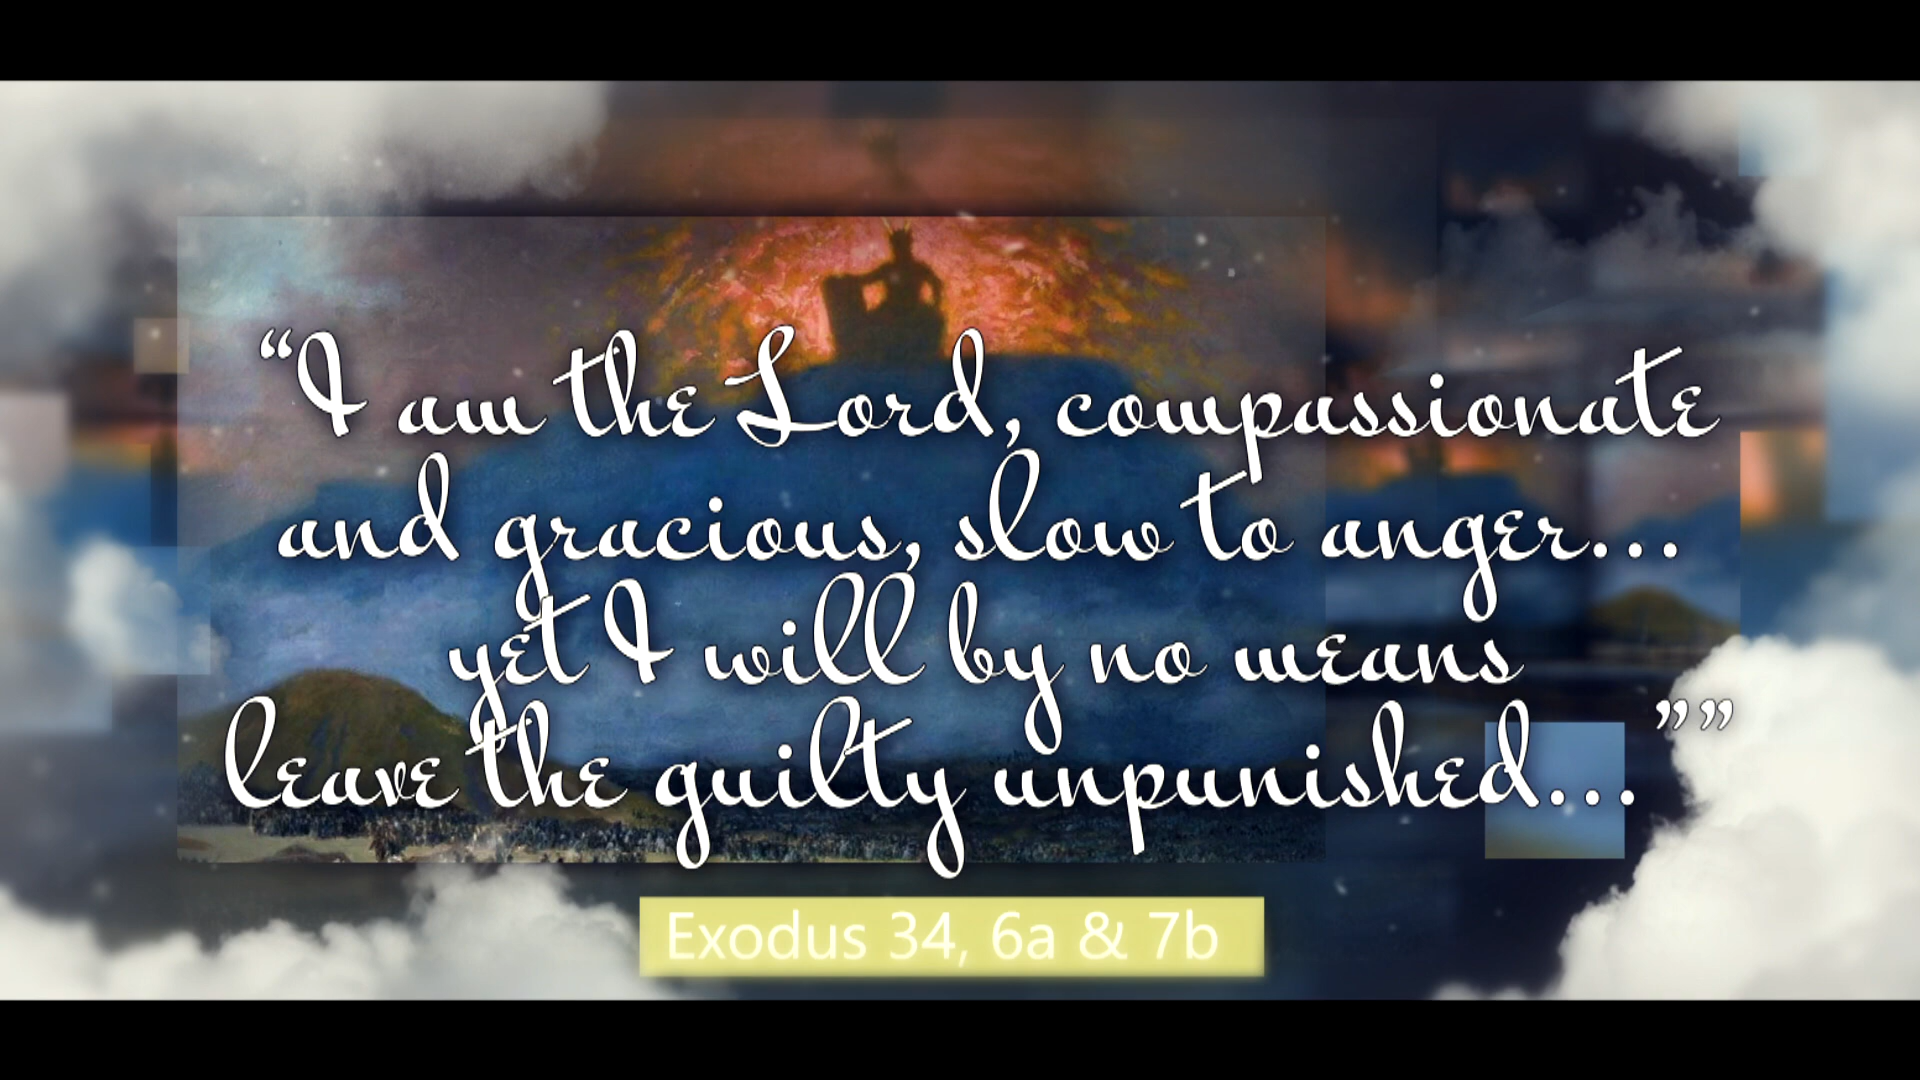 “I am the Lord, compassionate
and gracious, slow to anger...
yet I will by no means
leave the guilty unpunished... ””
Exodus 34, 6a & 7b